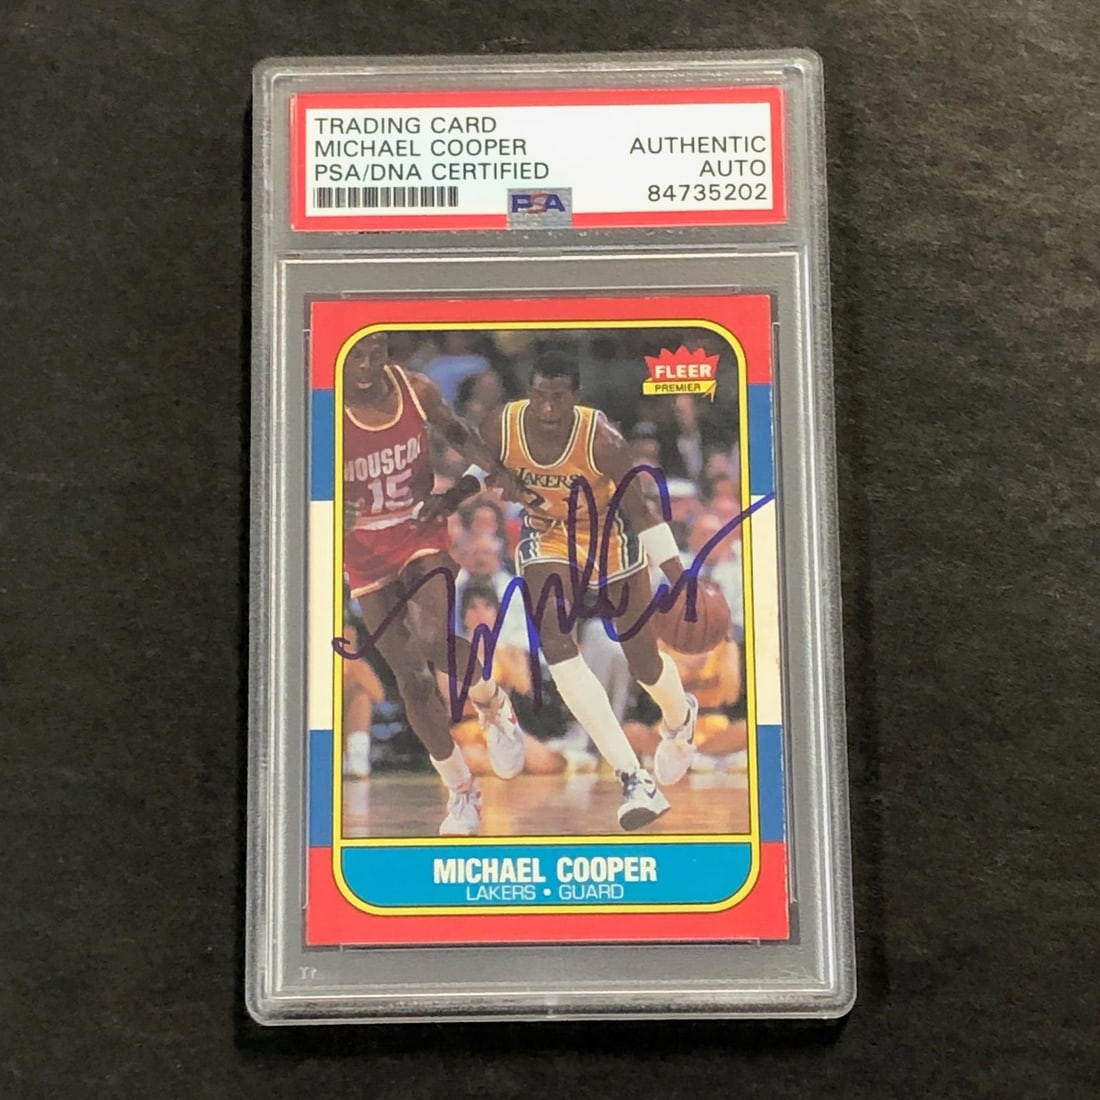 TRADING CARD
MICHAEL COOPER
PSA/DNA CERTIFIED
AUTHENTIC
AUTO
84735202
PSA
FLEER
PREMIER
HOUSTON
15
LAKERS
MICHAEL COOPER
LAKERS • GUARD